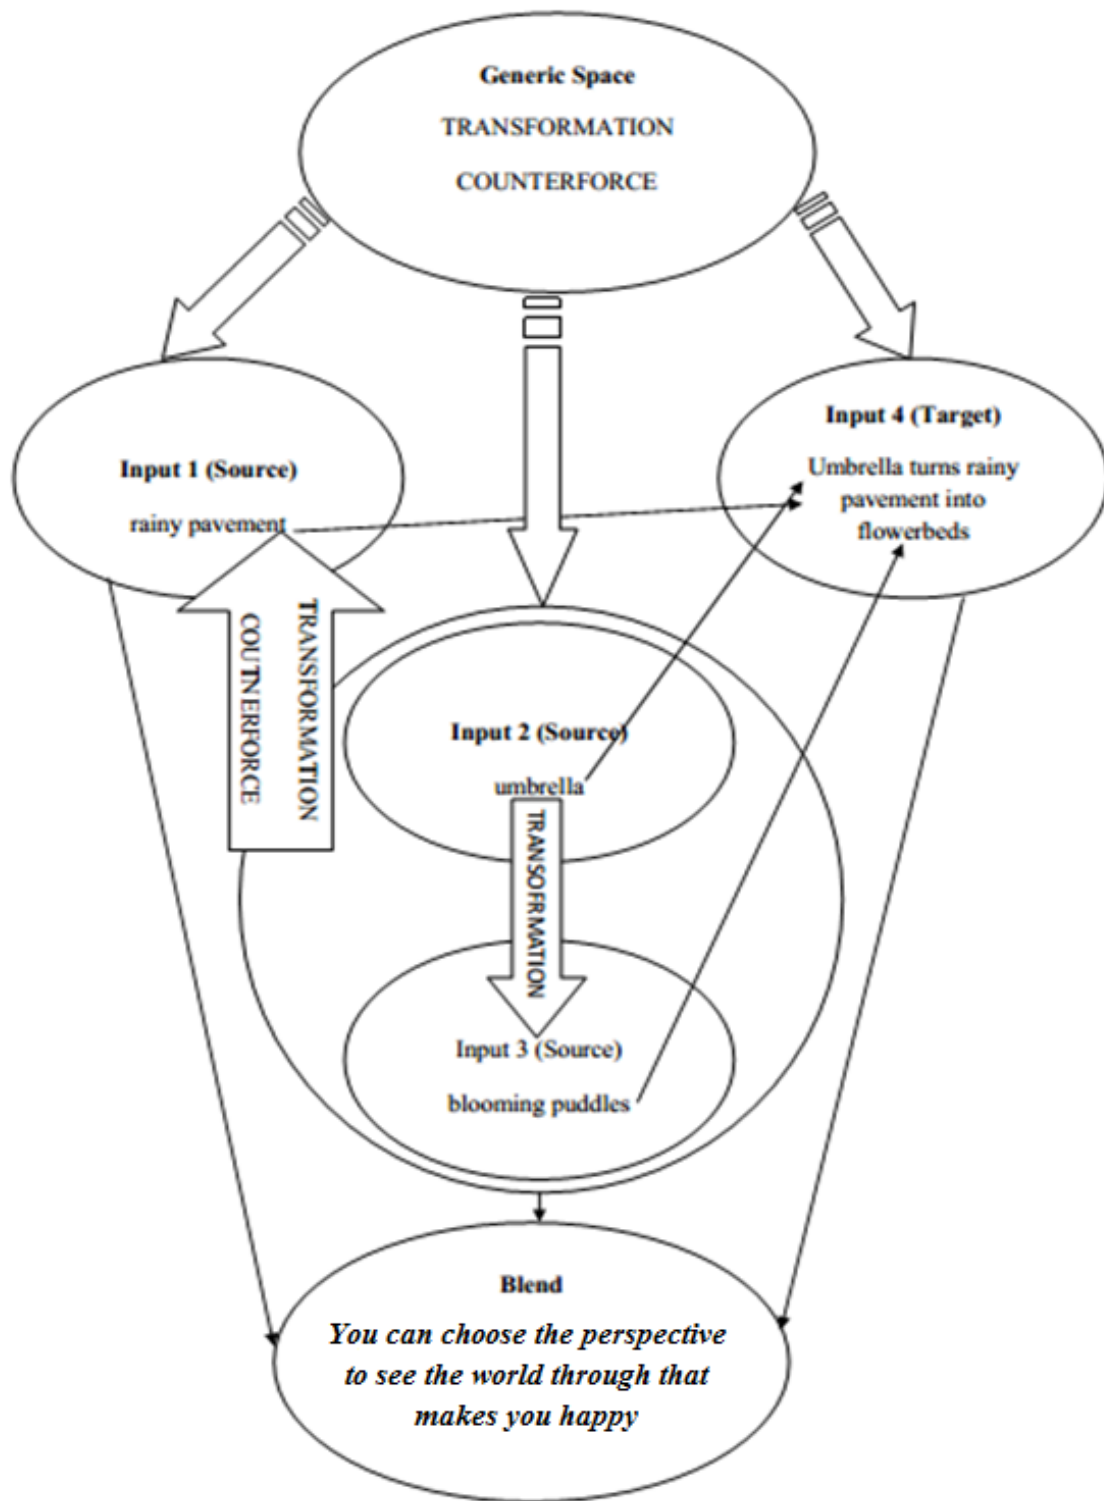 Generic Space
TRANSFORMATION
COUNTERFORCE
Input 1 (Source)
rainy pavement
Input 4 (Target)
Umbrella turns rainy
pavement into
flowerbeds
TRANSFORMATION
COUTNERFORCE
Input 2 (Source)
umbrella
TRANSOFRMATION
Input 3 (Source)
blooming puddles
Blend
You can choose the perspective
to see the world through that
makes you happy